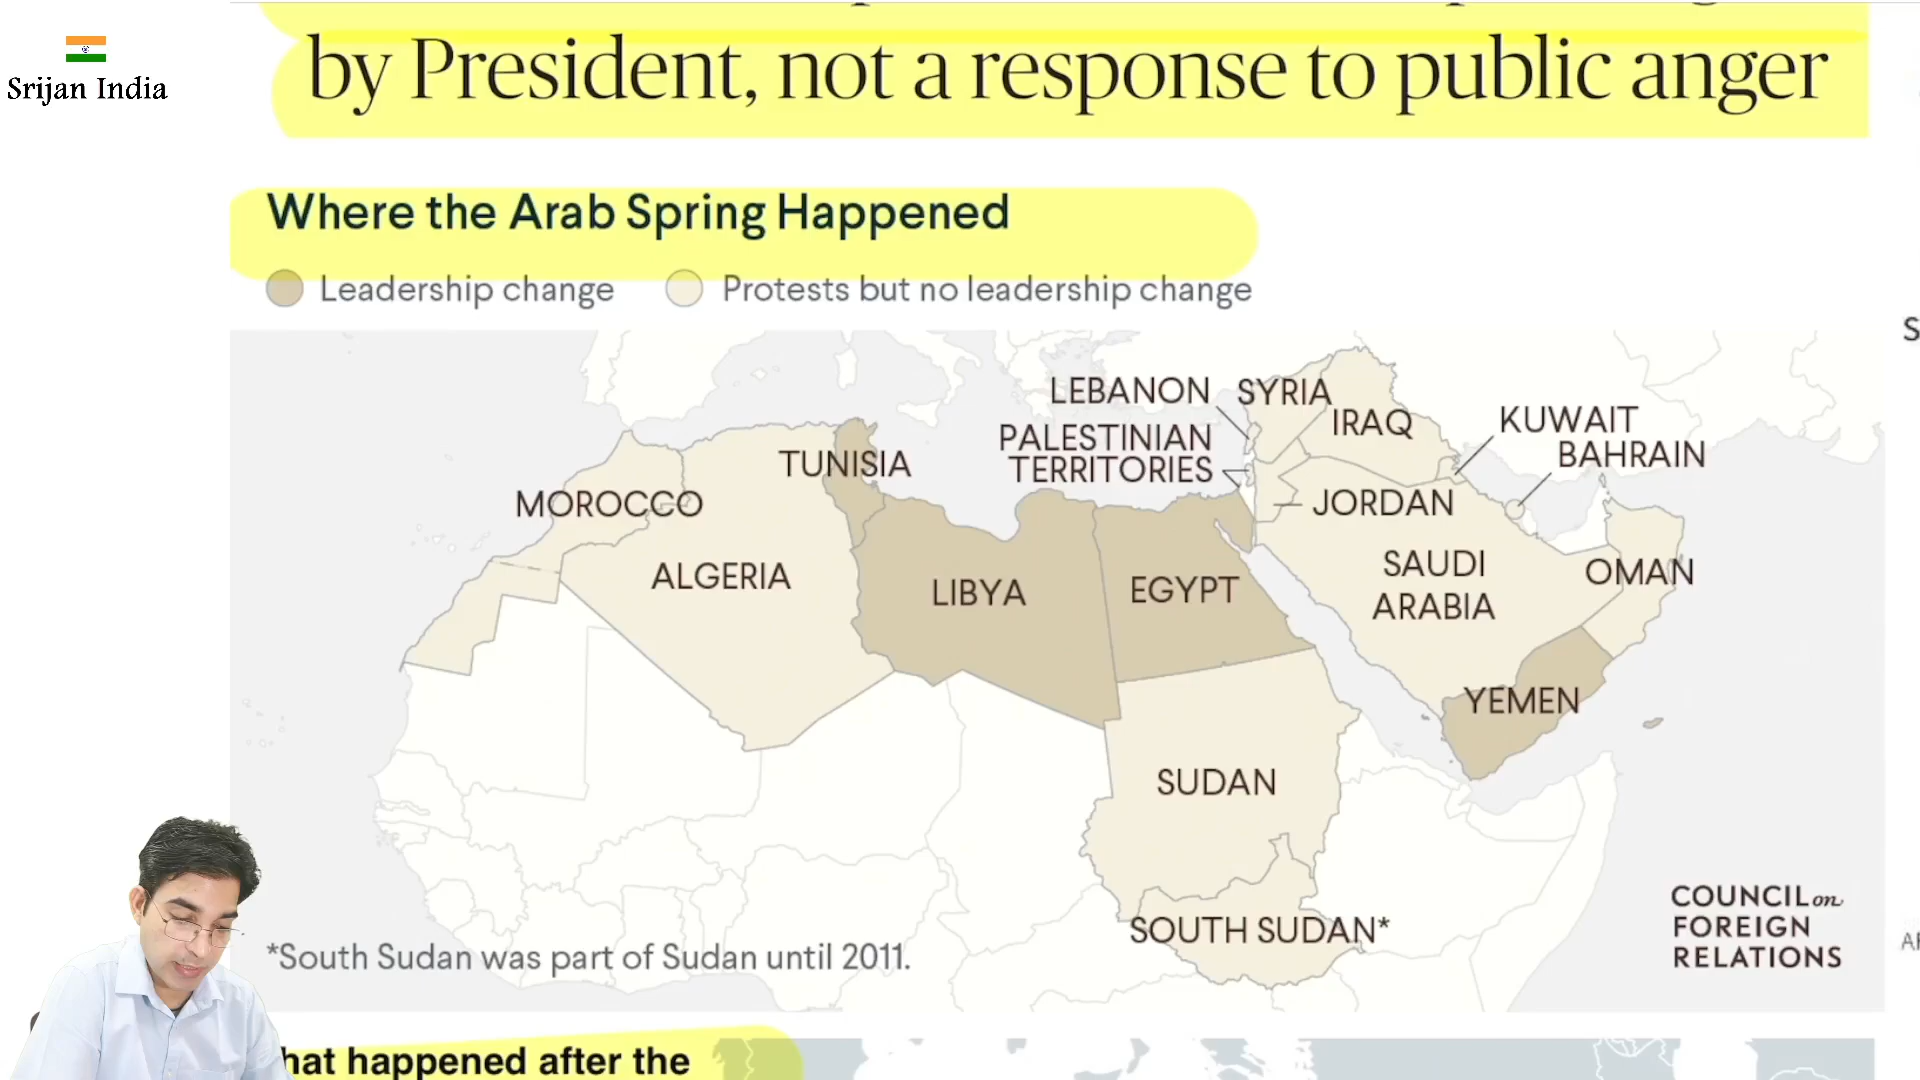 Srijan India
by President, not a response to public anger
Where the Arab Spring Happened
Leadership change
Protests but no leadership change
LEBANON
SYRIA
IRAQ
KUWAIT
PALESTINIAN
TERRITORIES
BAHRAIN
TUNISIA
MOROCCO
JORDAN
ALGERIA
LIBYA
EGYPT
SAUDI
ARABIA
OMAN
YEMEN
SUDAN
SOUTH SUDAN*
*South Sudan was part of Sudan until 2011.
COUNCIL on
FOREIGN
RELATIONS
happened after the